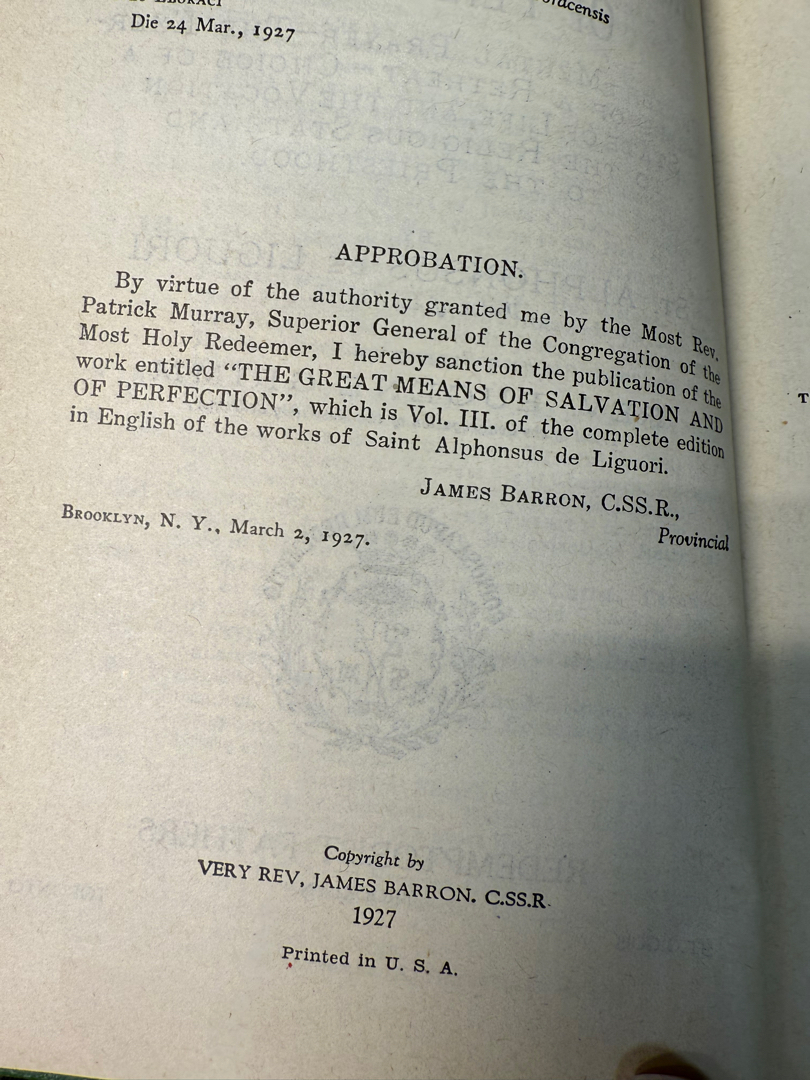 Die 24 Mar., 1927
APPROBATION.
By virtue of the authority granted me by the Most Rev.
Patrick Murray, Superior General of the Congregation of the
Most Holy Redeemer, I hereby sanction the publication of the
work entitled “THE GREAT MEANS OF SALVATION AND
OF PERFECTION”, which is Vol. III. of the complete edition
in English of the works of Saint Alphonsus de Liguori.
JAMES BARRON, C.SS.R.,
Provincial
BROOKLYN, N. Y., March 2, 1927.
Copyright by
VERY REV. JAMES BARRON. C.SS.R.
1927
Printed in U. S. A.